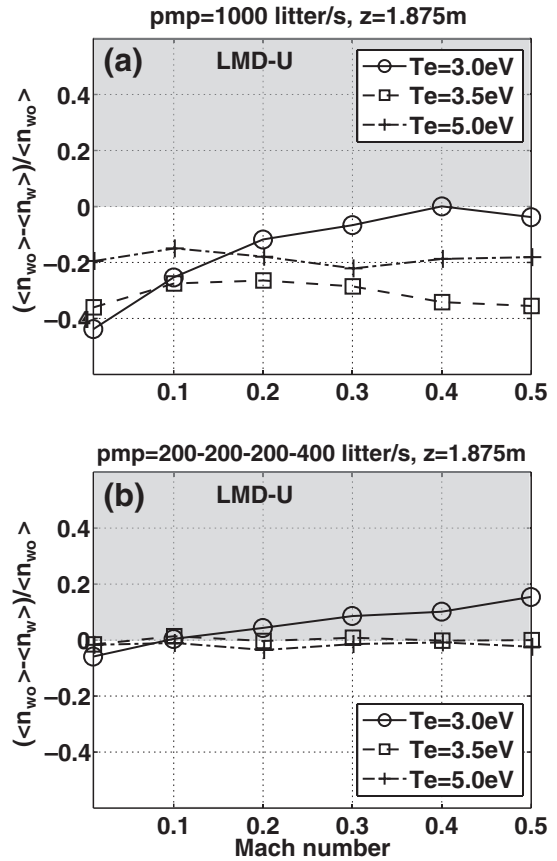 pmp=1000 litter/s, z=1.875m
(a)
LMD-U
Te=3.0eV
Te=3.5eV
Te=5.0eV
(<n_wo>-<n_w>)/<n_wo>
0.4
0.2
0
−0.2
−0.4
0.1 0.2 0.3 0.4 0.5
pmp=200-200-200-400 litter/s, z=1.875m
(b)
LMD-U
(<n_wo>-<n_w>)/<n_wo>
0.4
0.2
0
−0.2
−0.4
Te=3.0eV
Te=3.5eV
Te=5.0eV
0.1 0.2 0.3 0.4 0.5
Mach number